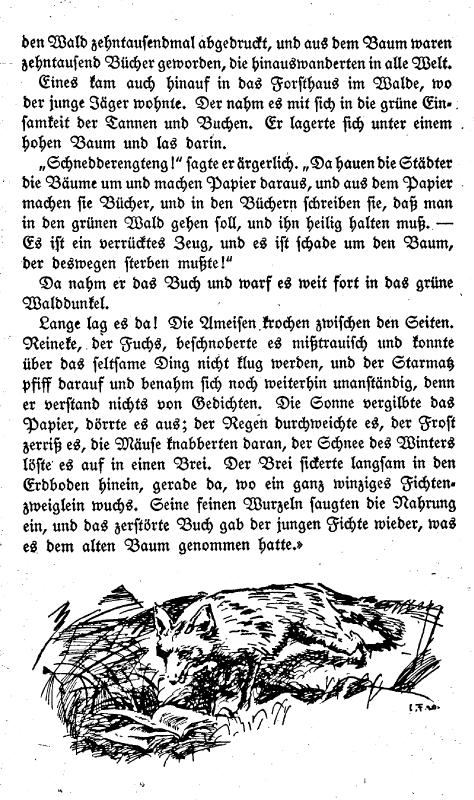 den Wald zehntausendmal abgedruckt, und aus dem Baum waren
zehntausend Bücher geworden, die hinauswanderten in alle Welt.
Eines kam auch hinauf in das Forsthaus im Walde, wo
der junge Jäger wohnte. Der nahm es mit sich in die grüne Ein-
samkeit der Tannen und Buchen. Er lagerte sich unter einem
hohen Baum und las darin.
„Schnedderengteng!“ sagte er ärgerlich. „Da hauen die Städter
die Bäume um und machen Papier daraus, und aus dem Papier
machen sie Bücher, und in den Büchern schreiben sie, daß man
in den grünen Wald gehen soll, und ihn heilig halten muß. —
Es ist ein verrücktes Zeug, und es ist schade um den Baum,
der deswegen sterben mußte!“
Da nahm er das Buch und warf es weit fort in das grüne
Walddunkel.
Lange lag es da! Die Ameisen krochen zwischen den Seiten.
Reineke, der Fuchs, beschnoberte es mißtrauisch und konnte
über das seltsame Ding nicht klug werden, und der Starmatz
pfiff darauf und benahm sich noch weiterhin unanständig, denn
er verstand nichts von Gedichten. Die Sonne vergilbte das
Papier, dörrte es aus; der Regen durchweichte es, der Frost
zerriß es, die Mäuse knabberten daran, der Schnee des Winters
löste es auf in einen Brei. Der Brei sickerte langsam in den
Erdboden hinein, gerade da, wo ein ganz winziges Fichten-
zweiglein wuchs. Seine feinen Wurzeln saugten die Nahrung
ein, und das zerstörte Buch gab der jungen Fichte wieder, was
es dem alten Baum genommen hatte.»